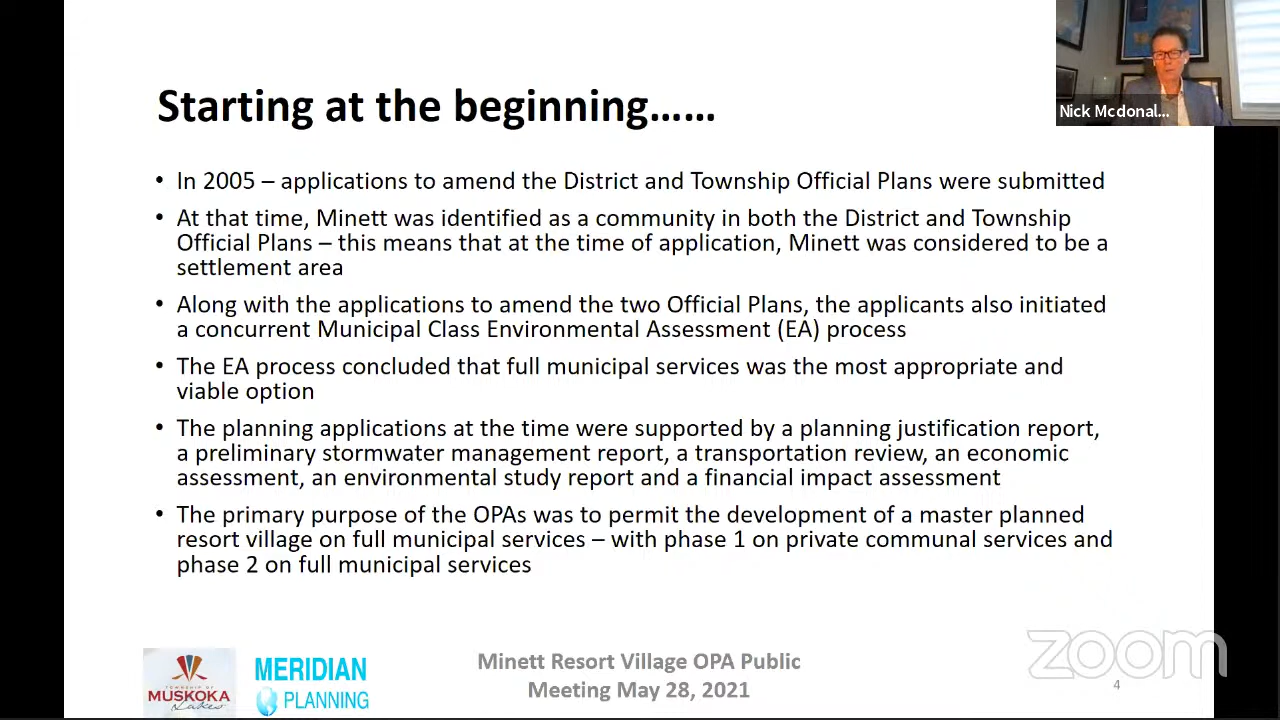 Starting at the beginning……
Nick Mcdonal...
• In 2005 – applications to amend the District and Township Official Plans were submitted
• At that time, Minett was identified as a community in both the District and Township
Official Plans – this means that at the time of application, Minett was considered to be a
settlement area
• Along with the applications to amend the two Official Plans, the applicants also initiated
a concurrent Municipal Class Environmental Assessment (EA) process
• The EA process concluded that full municipal services was the most appropriate and
viable option
• The planning applications at the time were supported by a planning justification report,
a preliminary stormwater management report, a transportation review, an economic
assessment, an environmental study report and a financial impact assessment
• The primary purpose of the OPAs was to permit the development of a master planned
resort village on full municipal services – with phase 1 on private communal services and
phase 2 on full municipal services
TOWNSHIP OF
MUSKOKA
Lakes
MERIDIAN
PLANNING
Minett Resort Village OPA Public
Meeting May 28, 2021
zoom
4